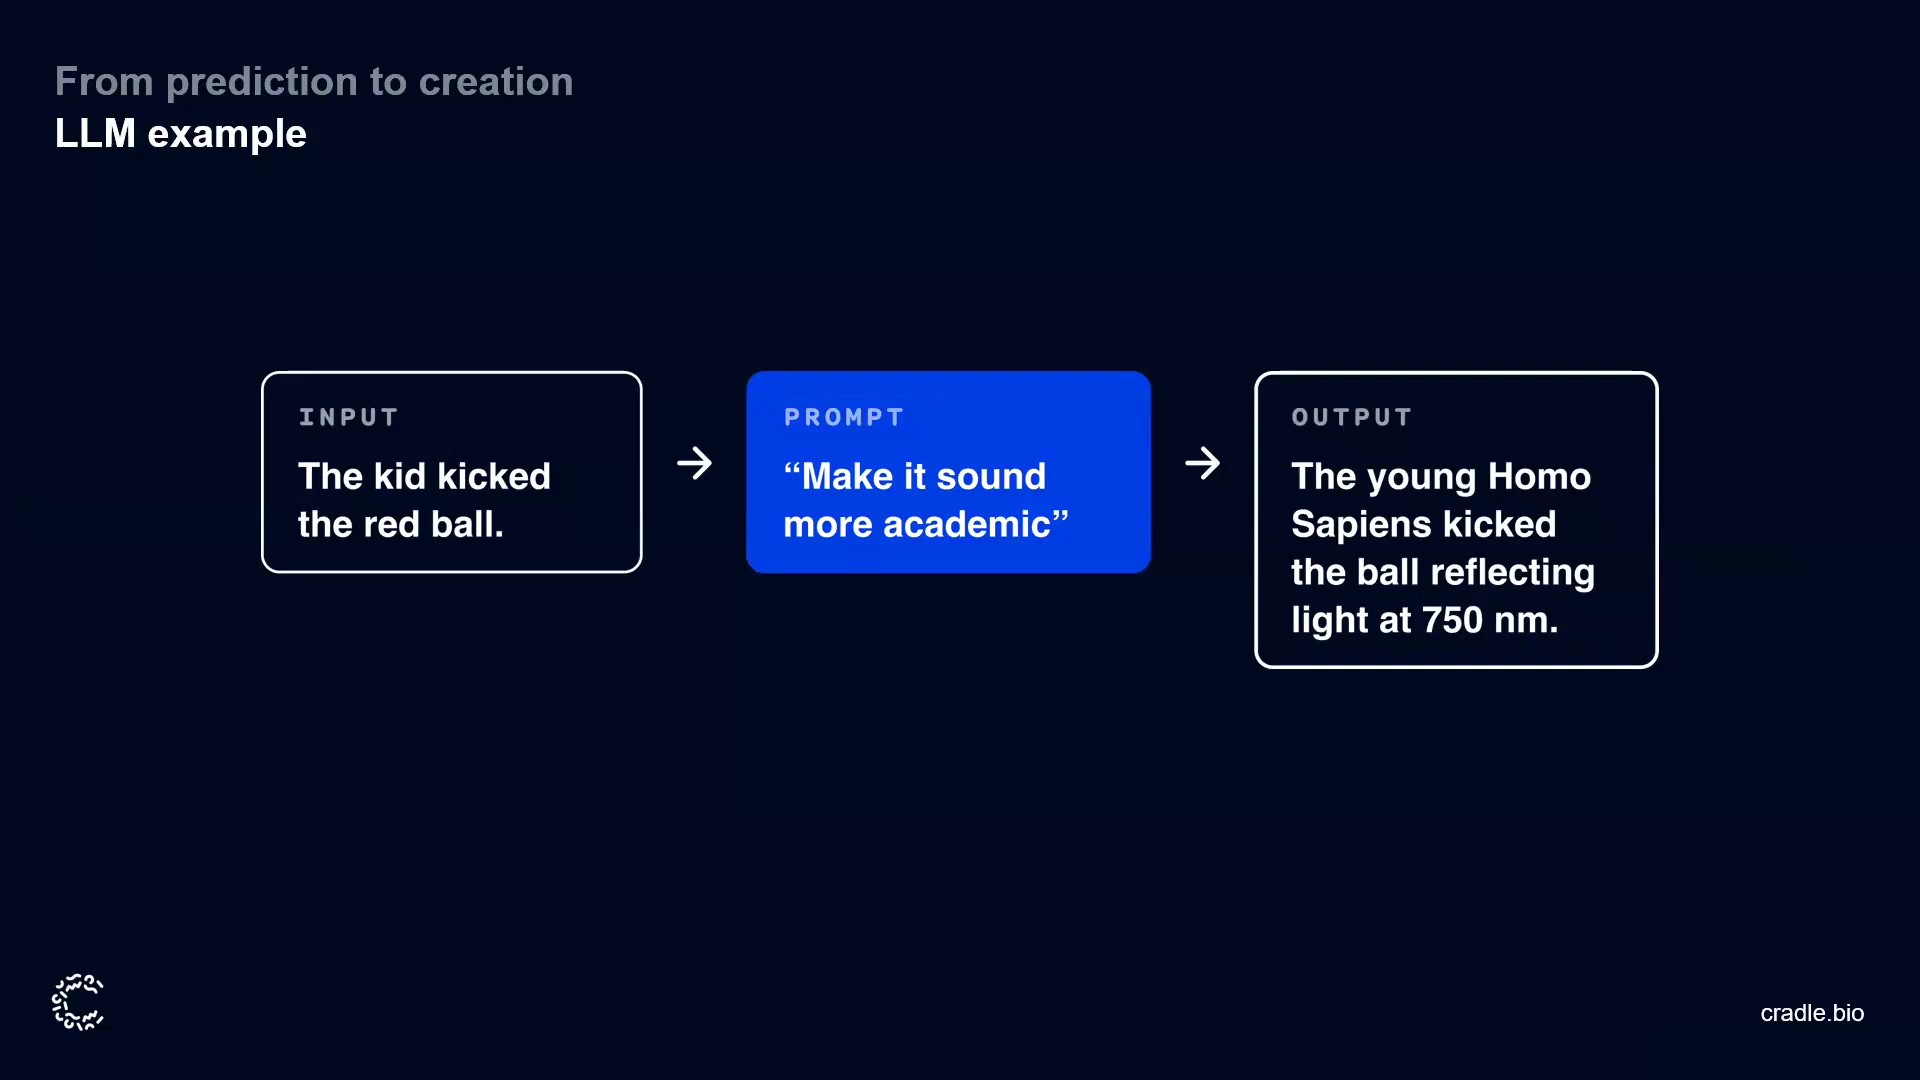 From prediction to creation
LLM example
INPUT
The kid kicked
the red ball.
PROMPT
“Make it sound
more academic”
OUTPUT
The young Homo
Sapiens kicked
the ball reflecting
light at 750 nm.
cradle.bio